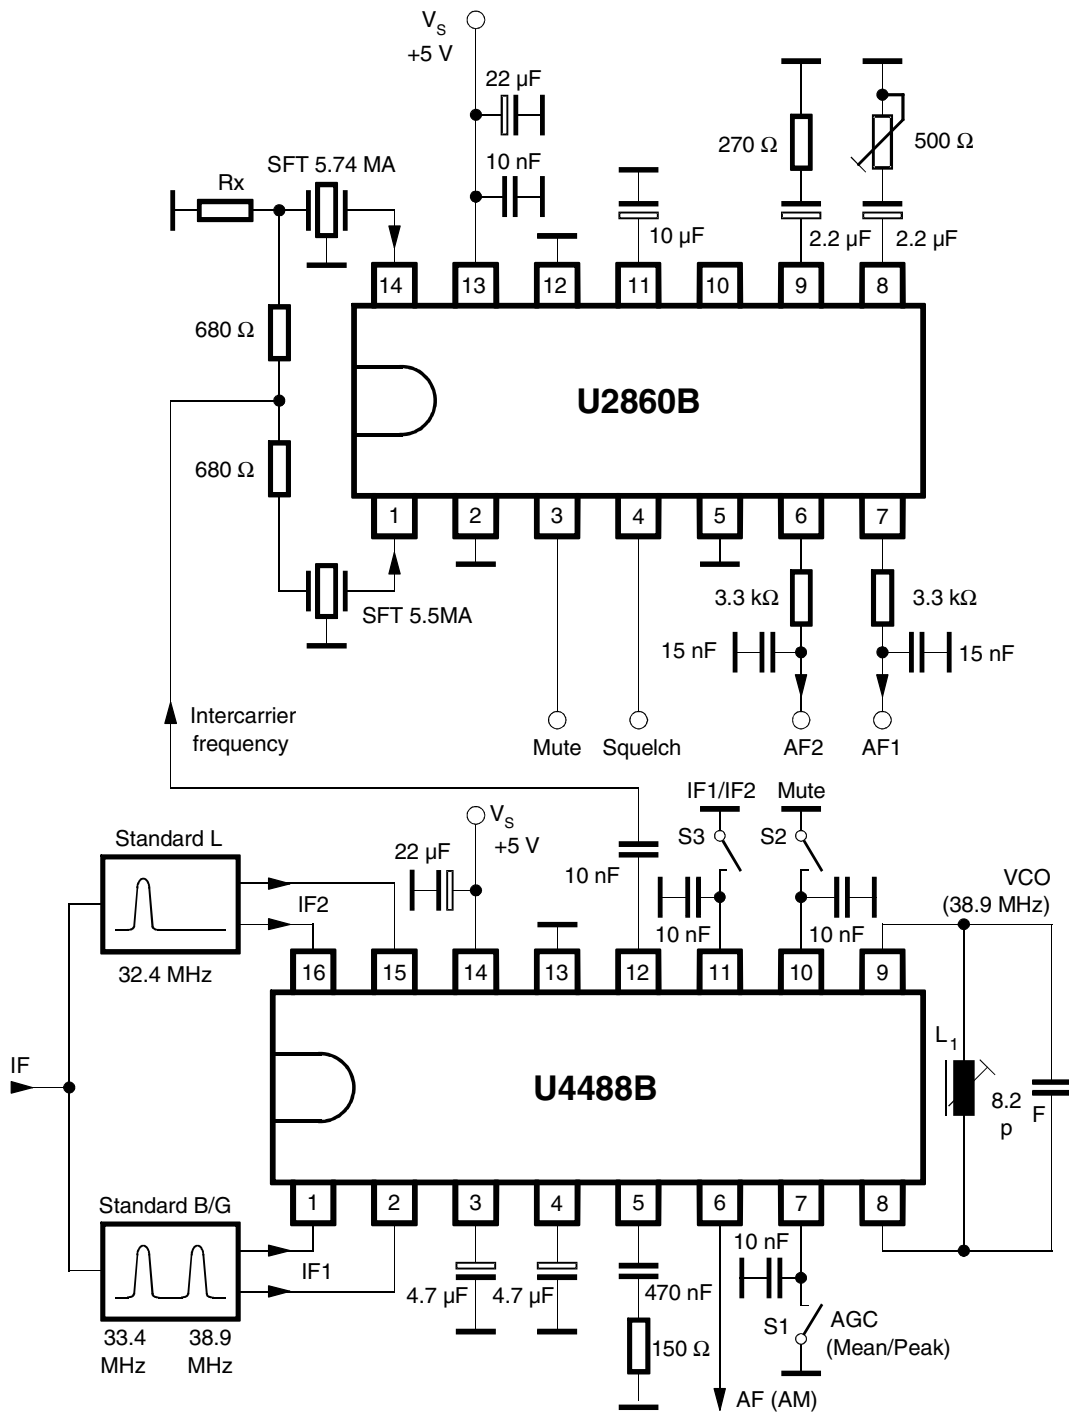 V_S
+5 V
22 µF
10 nF
SFT 5.74 MA
Rx
270 Ω
500 Ω
10 µF
2.2 µF
2.2 µF
14
13
12
11
10
9
8
680 Ω
U2860B
680 Ω
1
2
3
4
5
6
7
SFT 5.5MA
3.3 kΩ
3.3 kΩ
15 nF
15 nF
Intercarrier
frequency
Mute
Squelch
AF2
AF1
IF1/IF2
Mute
V_S
+5 V
S3
S2
Standard L
22 µF
10 nF
VCO
(38.9 MHz)
IF2
10 nF
10 nF
32.4 MHz
16
15
14
13
12
11
10
9
IF
L_1
U4488B
8.2
p
F
Standard B/G
1
2
3
4
5
6
7
8
IF1
10 nF
4.7 µF
4.7 µF
470 nF
S1
AGC
(Mean/Peak)
33.4
MHz
38.9
MHz
150 Ω
AF (AM)